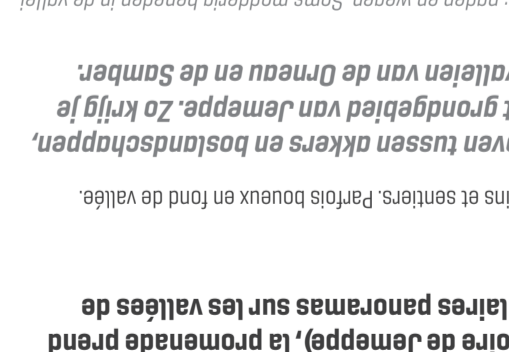 oire de Jemeppe), la promenade prend
laires panoramas sur les vallées de
ins et sentiers. Parfois boueux en fond de vallée.
oven tussen akkers en boslandschappen,
t grondgebied van Jemeppe. Zo krijg je
valleien van de Orneau en de Samber.
: paden en wegen. Soms modderig beneden in de vallei